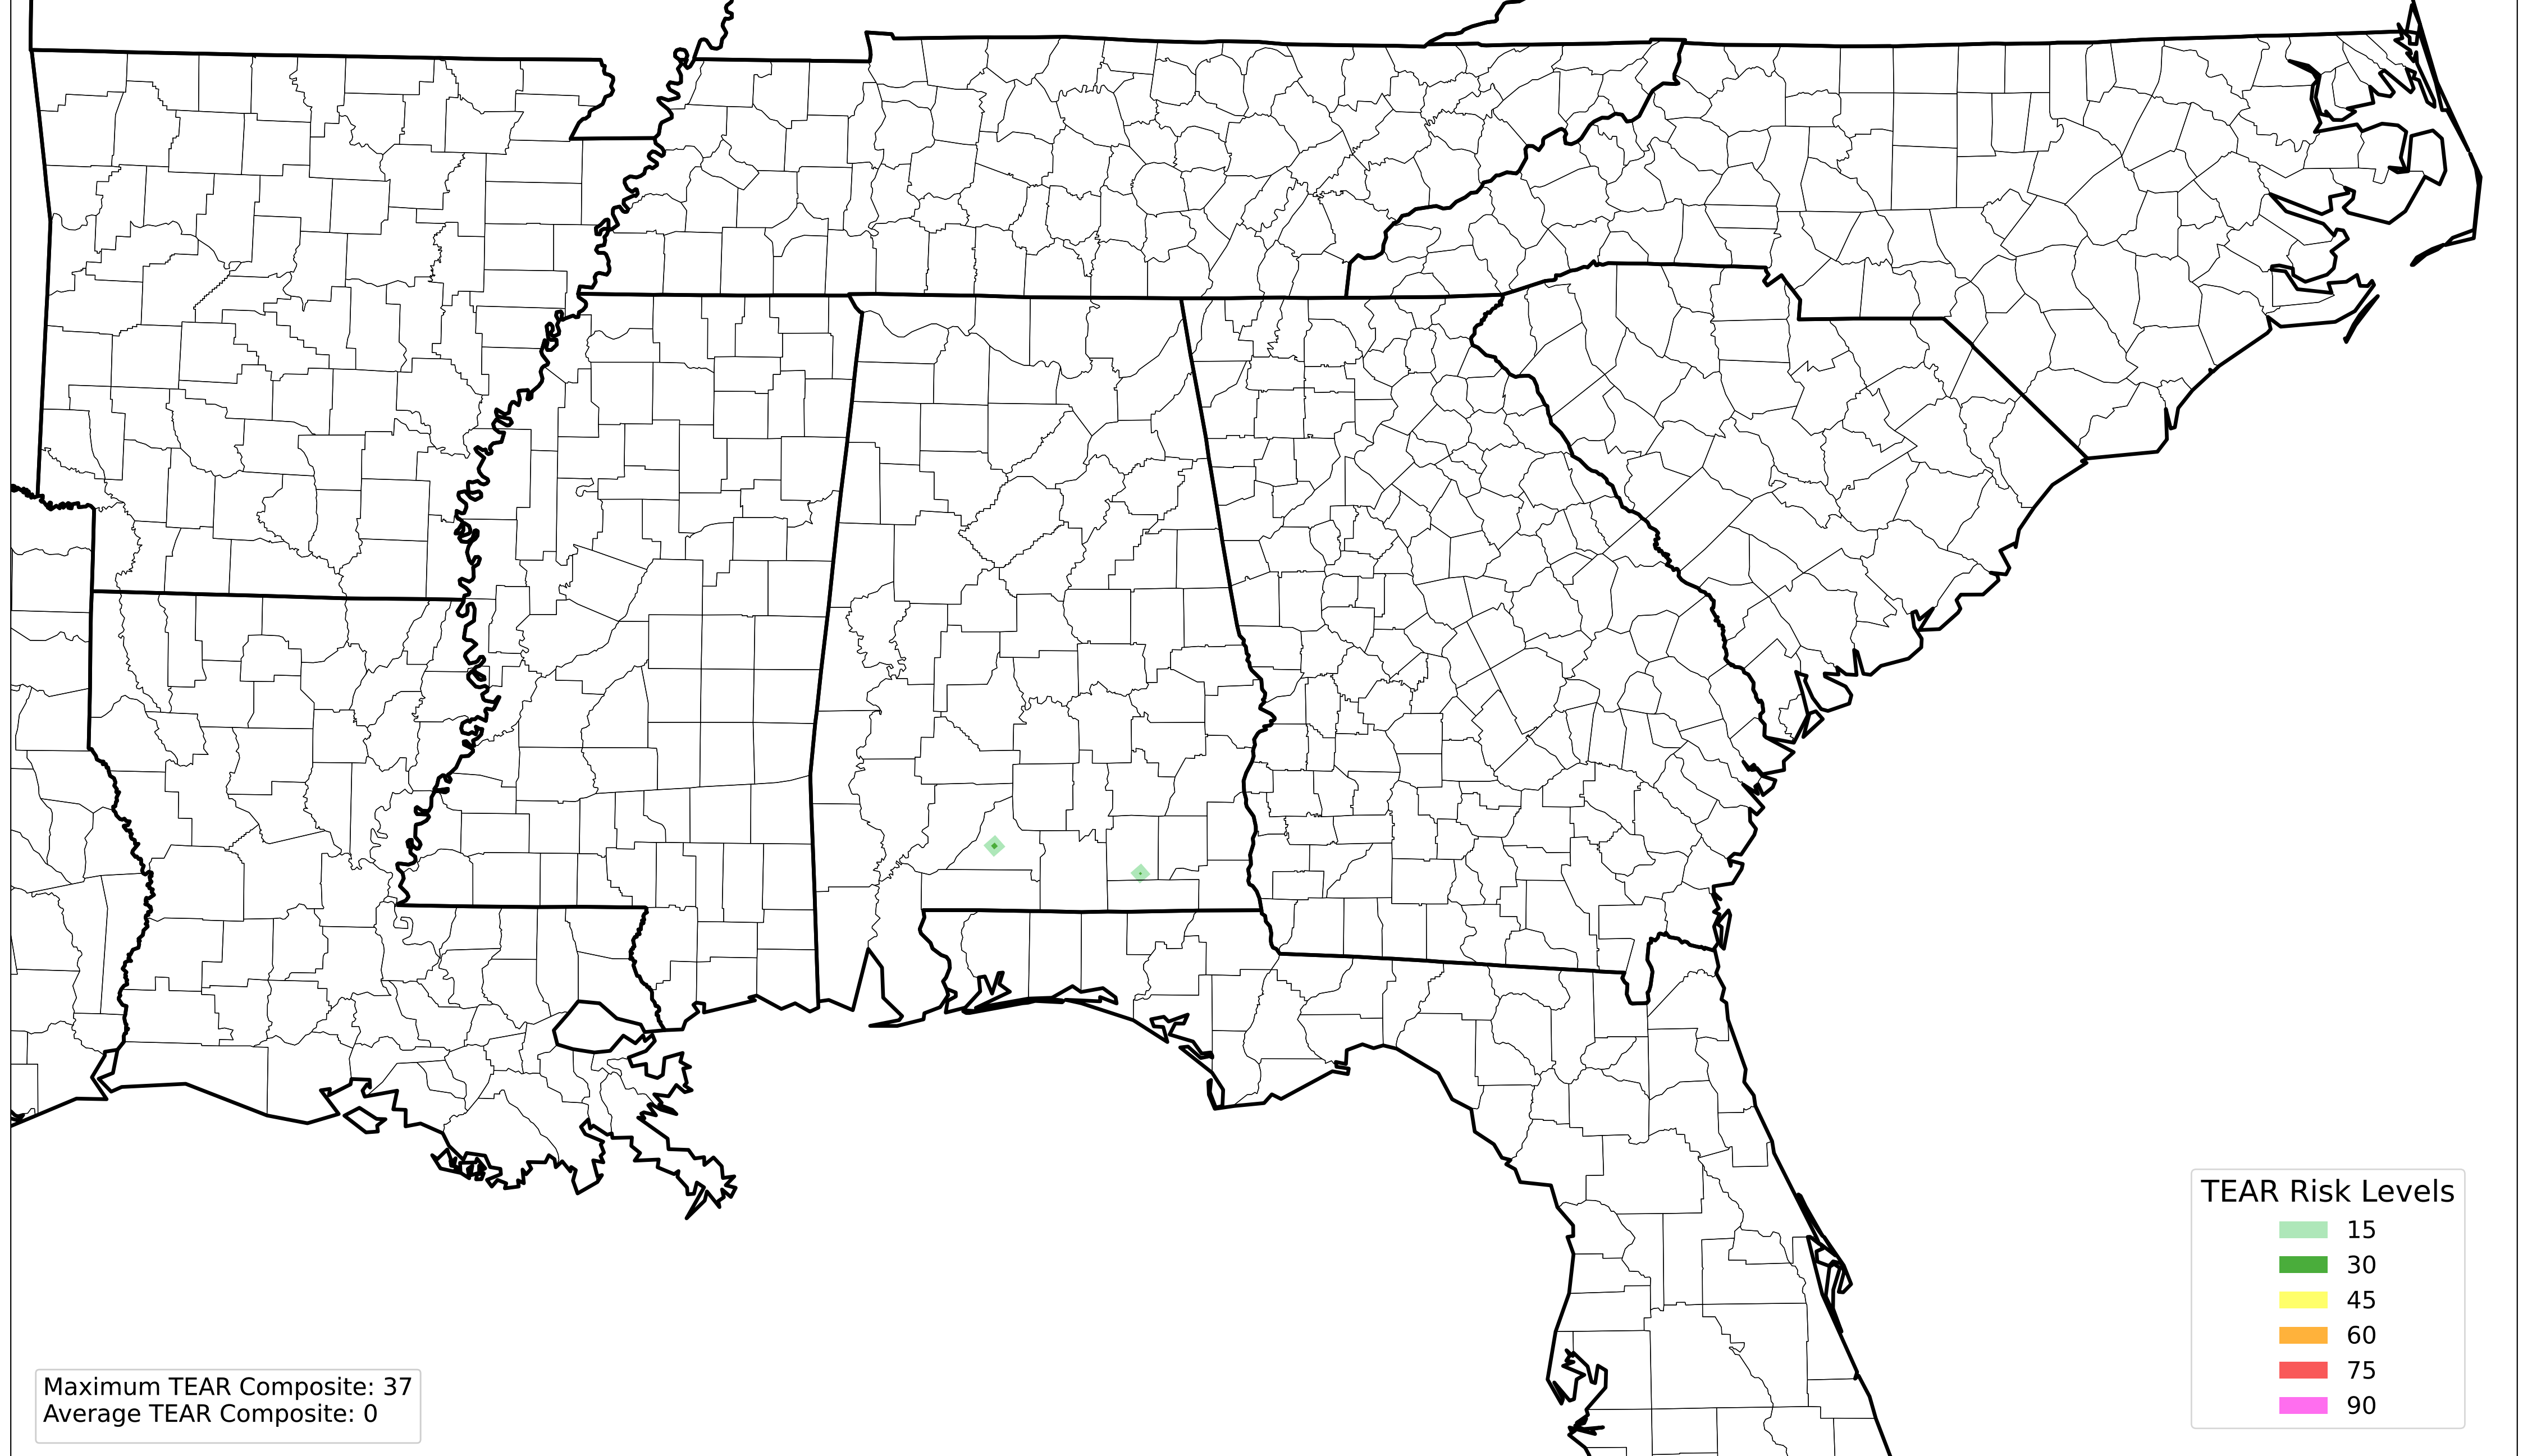 TEAR Risk Levels
15
30
45
60
75
90
Maximum TEAR Composite: 37
Average TEAR Composite: 0